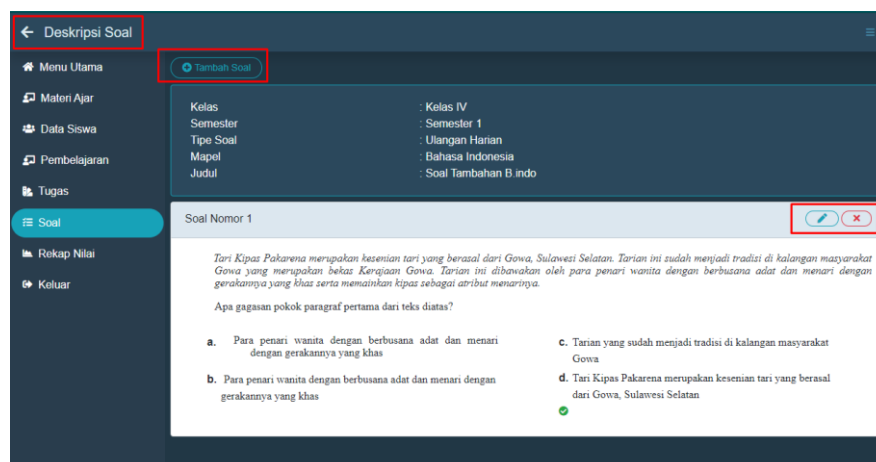 Deskripsi Soal
Menu Utama
Tambah Soal
Materi Ajar
Data Siswa
Pembelajaran
Tugas
Soal
Rekap Nilai
Keluar
Kelas : Kelas IV
Semester : Semester 1
Tipe Soal : Ulangan Harian
Mapel : Bahasa Indonesia
Judul : Soal Tambahan B.indo
Soal Nomor 1
Tari Kipas Pakarena merupakan kesenian tari yang berasal dari Gowa, Sulawesi Selatan. Tarian ini sudah menjadi tradisi di kalangan masyarakat
Gowa yang merupakan bekas Kerajaan Gowa. Tarian ini dibawakan oleh para penari wanita dengan berbusana adat dan menari dengan
gerakannya yang khas serta memainkan kipas sebagai atribut menarinya.
Apa gagasan pokok paragraf pertama dari teks diatas?
a. Para penari wanita dengan berbusana adat dan menari
dengan gerakannya yang khas
b. Para penari wanita dengan berbusana adat dan menari dengan
gerakannya yang khas
c. Tarian yang sudah menjadi tradisi di kalangan masyarakat
Gowa
d. Tari Kipas Pakarena merupakan kesenian tari yang berasal
dari Gowa, Sulawesi Selatan